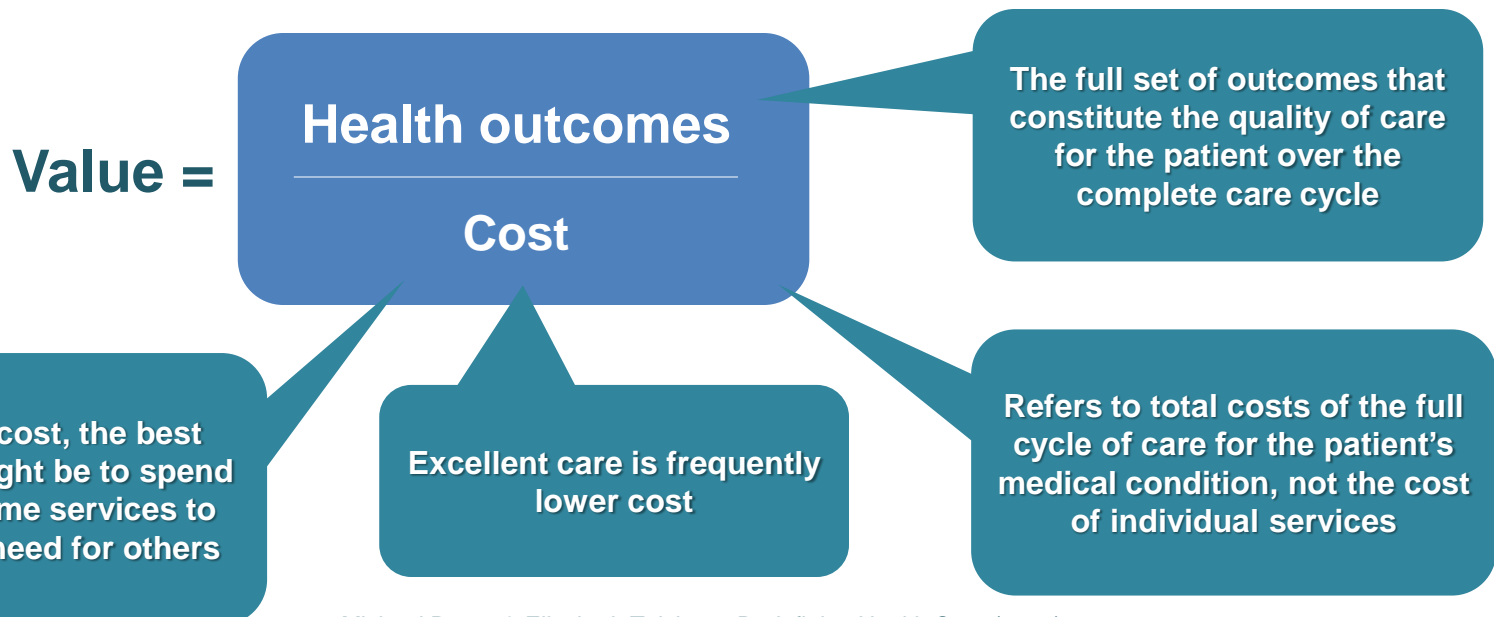 Value =
Health outcomes
Cost
The full set of outcomes that
constitute the quality of care
for the patient over the
complete care cycle
cost, the best
ght be to spend
me services to
need for others
Excellent care is frequently
lower cost
Refers to total costs of the full
cycle of care for the patient’s
medical condition, not the cost
of individual services